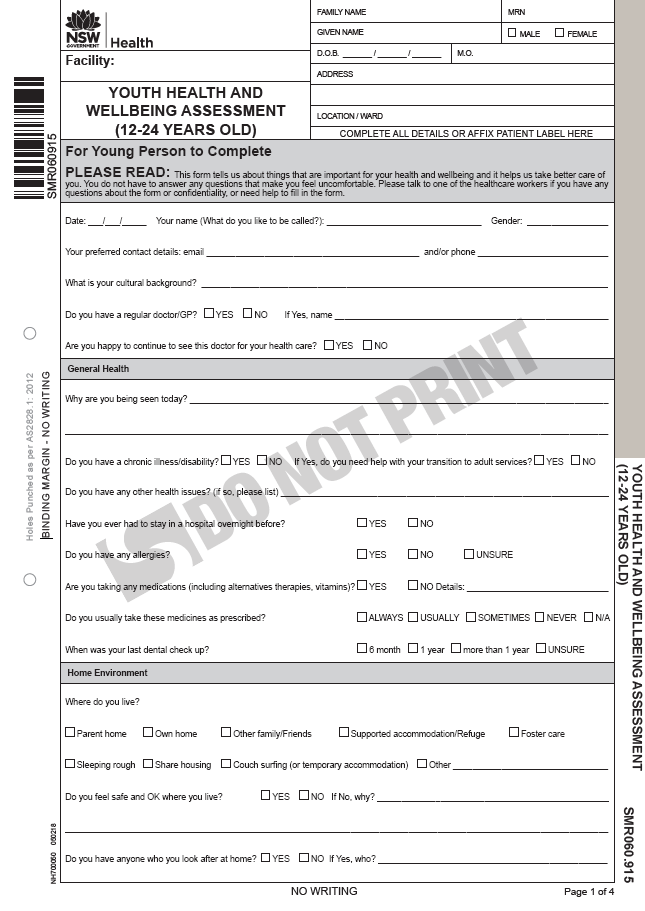 NSW
GOVERNMENT
Health
Facility:
YOUTH HEALTH AND
WELLBEING ASSESSMENT
(12-24 YEARS OLD)
FAMILY NAME
MRN
GIVEN NAME
MALE
FEMALE
D.O.B. ______ / ______ / ______
M.O.
ADDRESS
LOCATION / WARD
COMPLETE ALL DETAILS OR AFFIX PATIENT LABEL HERE
SMR060915
For Young Person to Complete
PLEASE READ: This form tells us about things that are important for your health and wellbeing and it helps us take better care of
you. You do not have to answer any questions that make you feel uncomfortable. Please talk to one of the healthcare workers if you have any
questions about the form or confidentiality, or need help to fill in the form.
Date: ___/___/_____ Your name (What do you like to be called?): Gender:
Your preferred contact details: email and/or phone
What is your cultural background?
Do you have a regular doctor/GP? YES NO If Yes, name
Are you happy to continue to see this doctor for your health care? YES NO
General Health
Why are you being seen today?
Do you have a chronic illness/disability? YES NO If Yes, do you need help with your transition to adult services? YES NO
Do you have any other health issues? (if so, please list)
Have you ever had to stay in a hospital overnight before? YES NO
Do you have any allergies? YES NO UNSURE
Are you taking any medications (including alternatives therapies, vitamins)? YES NO Details:
Do you usually take these medicines as prescribed? ALWAYS USUALLY SOMETIMES NEVER N/A
When was your last dental check up? 6 month 1 year more than 1 year UNSURE
Home Environment
Where do you live?
Parent home Own home Other family/Friends Supported accommodation/Refuge Foster care
Sleeping rough Share housing Couch surfing (or temporary accommodation) Other
Do you feel safe and OK where you live? YES NO If No, why?
Do you have anyone who you look after at home? YES NO If Yes, who?
NO WRITING
Page 1 of 4
DO NOT PRINT
Holes Punched as per AS2828.1: 2012
BINDING MARGIN - NO WRITING
NH700060 060218
YOUTH HEALTH AND WELLBEING ASSESSMENT
(12-24 YEARS OLD)
SMR060.915